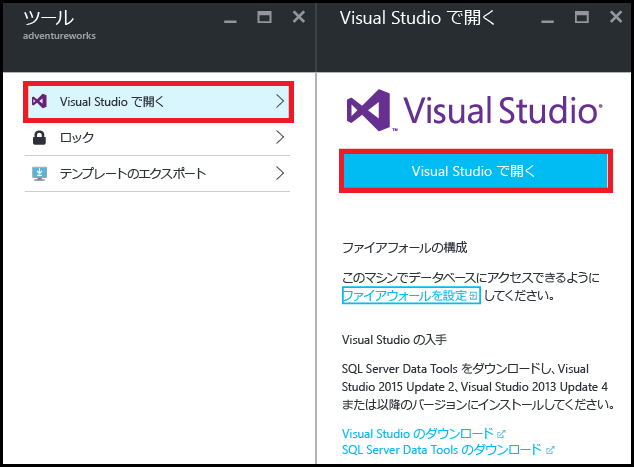 ツール
adventureworks
Visual Studio で開く
ロック
テンプレートのエクスポート
Visual Studio で開く
Visual Studio
Visual Studio で開く
ファイアフォールの構成
このマシンでデータベースにアクセスできるように
ファイアウォールを設定 してください。
Visual Studio の入手
SQL Server Data Tools をダウンロードし、Visual
Studio 2015 Update 2、Visual Studio 2013 Update 4
または以降のバージョンにインストールしてください。
Visual Studio のダウンロード
SQL Server Data Tools のダウンロード